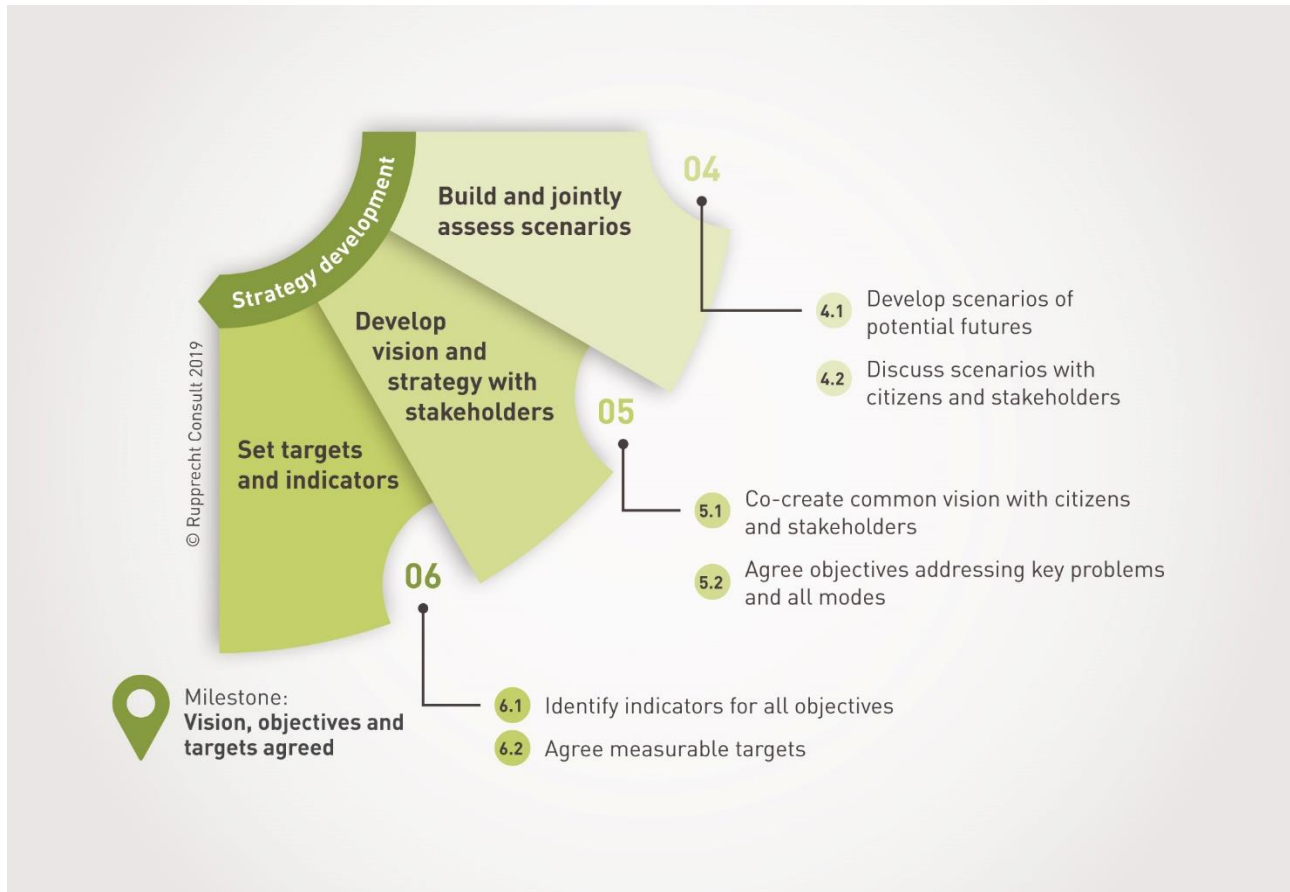 Strategy development
Build and jointly
assess scenarios
04
4.1 Develop scenarios of
potential futures
4.2 Discuss scenarios with
citizens and stakeholders
Develop
vision and
strategy with
stakeholders
05
5.1 Co-create common vision with citizens
and stakeholders
5.2 Agree objectives addressing key problems
and all modes
Set targets
and indicators
06
6.1 Identify indicators for all objectives
6.2 Agree measurable targets
Milestone:
Vision, objectives and
targets agreed
© Rupprecht Consult 2019